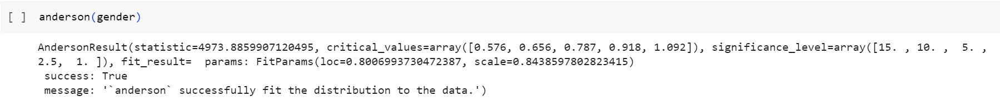 [ ] anderson(gender)
AndersonResult(statistic=4973.8859907120495, critical_values=array([0.576, 0.656, 0.787, 0.918, 1.092]), significance_level=array([15. , 10. ,  5. ,
2.5,  1. ]), fit_result=  params: FitParams(loc=0.8006993730472387, scale=0.8438597802823415)
 success: True
 message: '`anderson` successfully fit the distribution to the data.')